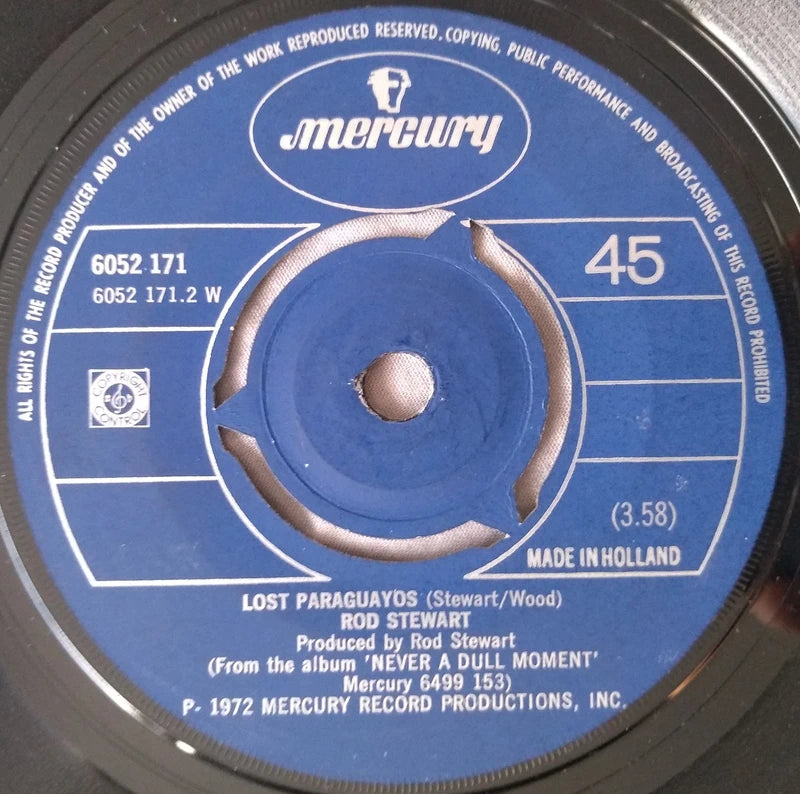 ALL RIGHTS OF THE RECORD PRODUCER AND OF THE OWNER OF THE WORK REPRODUCED RESERVED. COPYING, PUBLIC PERFORMANCE AND BROADCASTING OF THIS RECORD PROHIBITED
mercury
6052 171
6052 171.2 W
45
COPYRIGHT
CONTROL
(3.58)
MADE IN HOLLAND
LOST PARAGUAYOS (Stewart/Wood)
ROD STEWART
Produced by Rod Stewart
(From the album 'NEVER A DULL MOMENT'
Mercury 6499 153)
P- 1972 MERCURY RECORD PRODUCTIONS, INC.